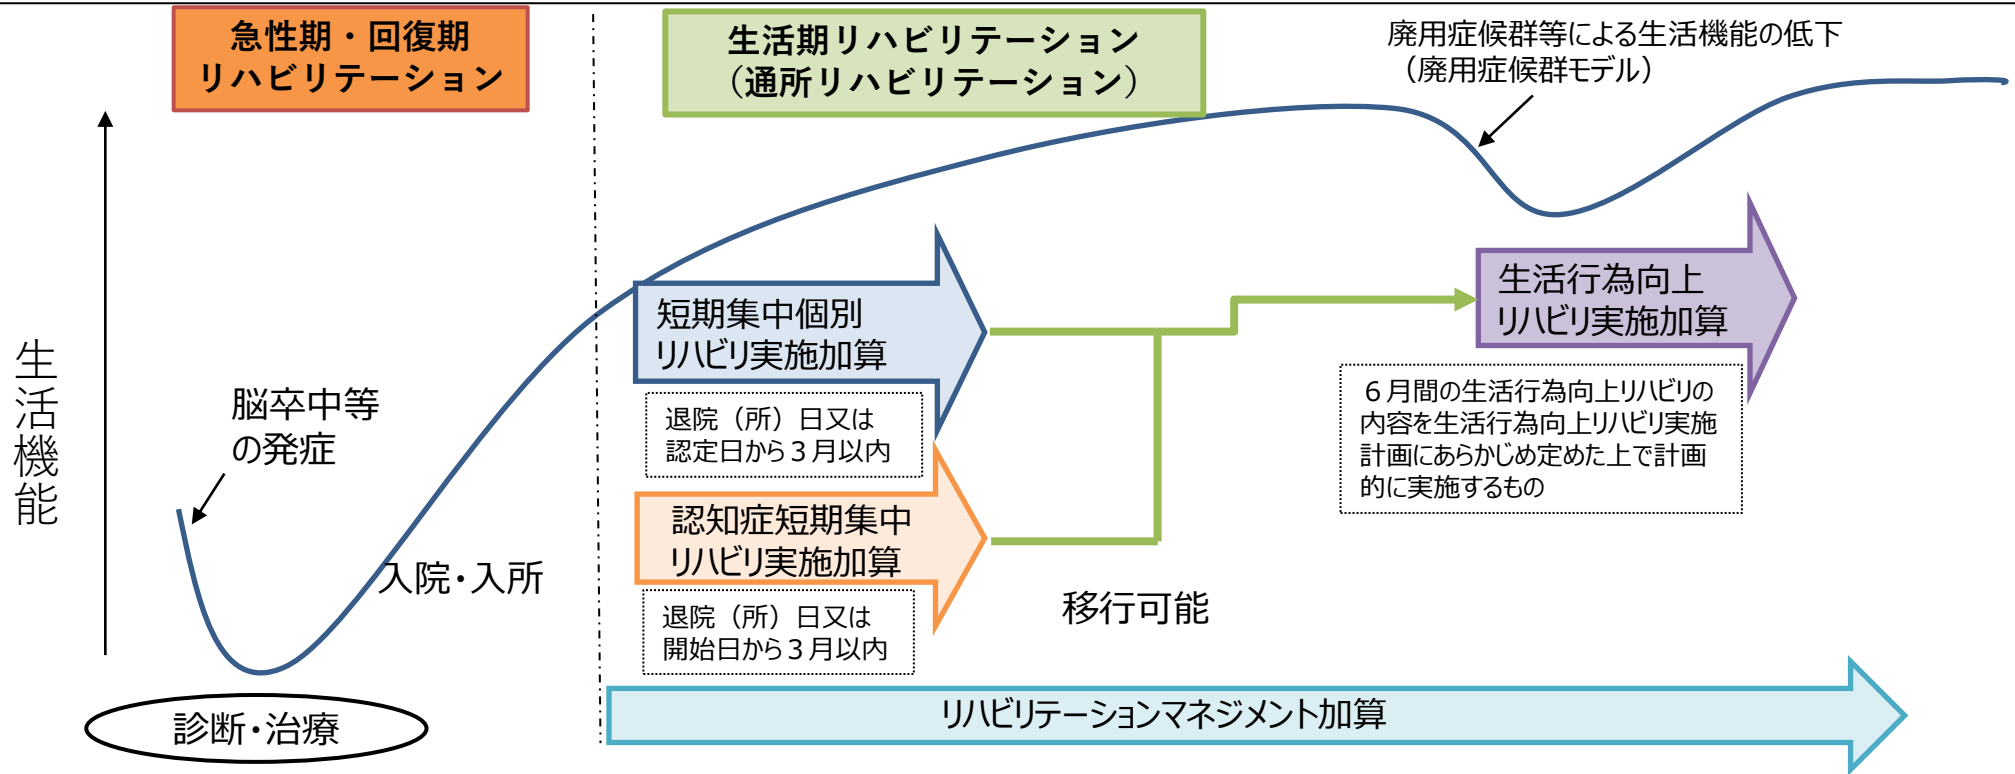 急性期・回復期
リハビリテーション
生活期リハビリテーション
（通所リハビリテーション）
廃用症候群等による生活機能の低下
（廃用症候群モデル）
生活機能
脳卒中等
の発症
入院・入所
診断・治療
短期集中個別
リハビリ実施加算
退院（所）日又は
認定日から３月以内
認知症短期集中
リハビリ実施加算
退院（所）日又は
開始日から３月以内
移行可能
生活行為向上
リハビリ実施加算
６月間の生活行為向上リハビリの
内容を生活行為向上リハビリ実施
計画にあらかじめ定めた上で計画
的に実施するもの
リハビリテーションマネジメント加算